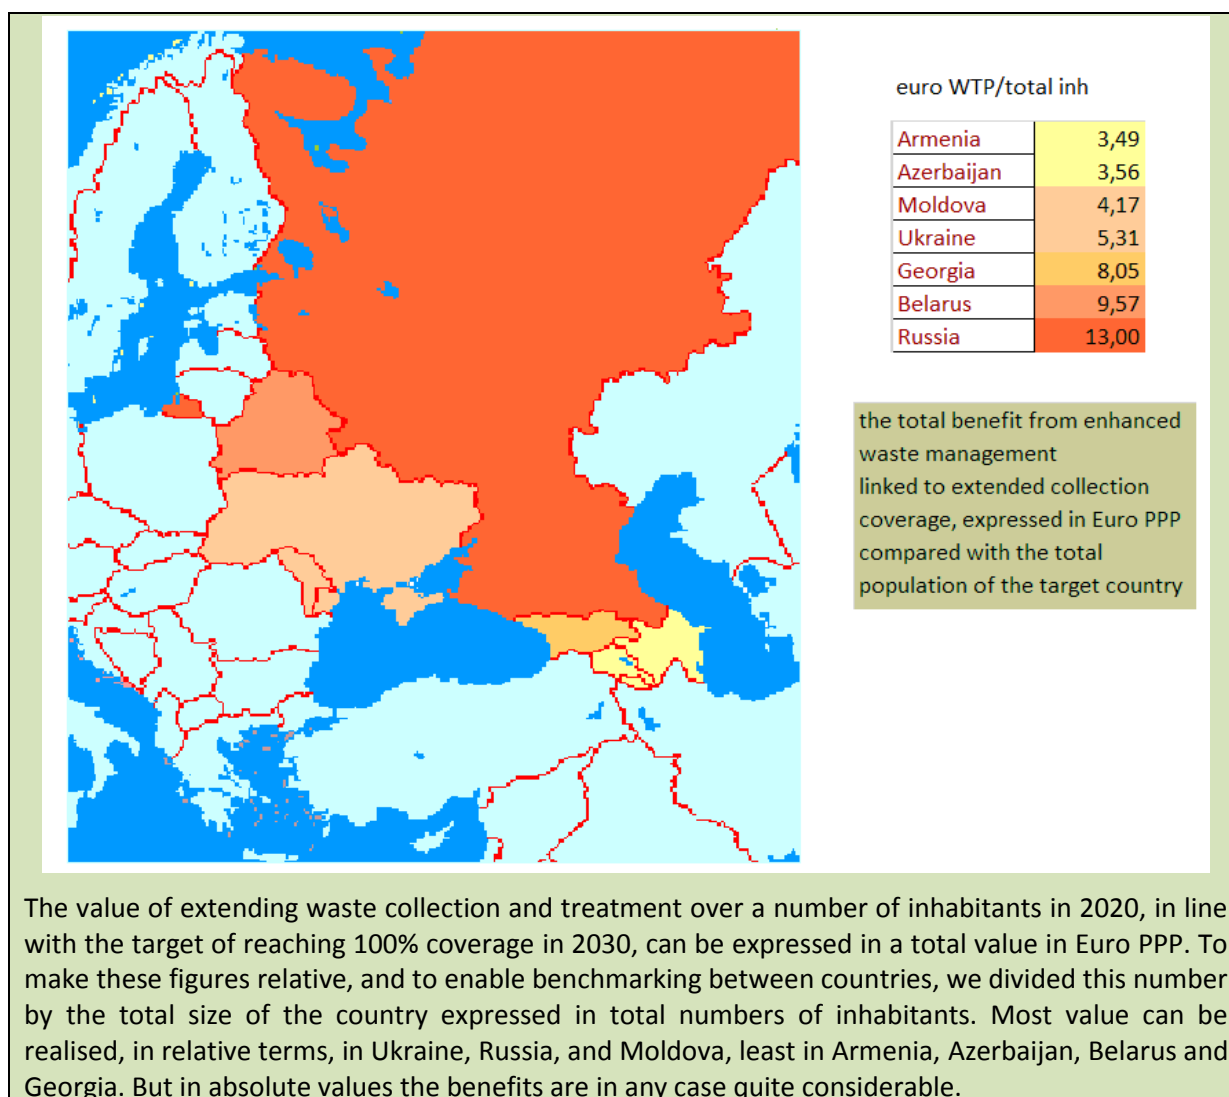 euro WTP/total inh
Armenia 3,49
Azerbaijan 3,56
Moldova 4,17
Ukraine 5,31
Georgia 8,05
Belarus 9,57
Russia 13,00
the total benefit from enhanced
waste management
linked to extended collection
coverage, expressed in Euro PPP
compared with the total
population of the target country
The value of extending waste collection and treatment over a number of inhabitants in 2020, in line
with the target of reaching 100% coverage in 2030, can be expressed in a total value in Euro PPP. To
make these figures relative, and to enable benchmarking between countries, we divided this number
by the total size of the country expressed in total numbers of inhabitants. Most value can be
realised, in relative terms, in Ukraine, Russia, and Moldova, least in Armenia, Azerbaijan, Belarus and
Georgia. But in absolute values the benefits are in any case quite considerable.